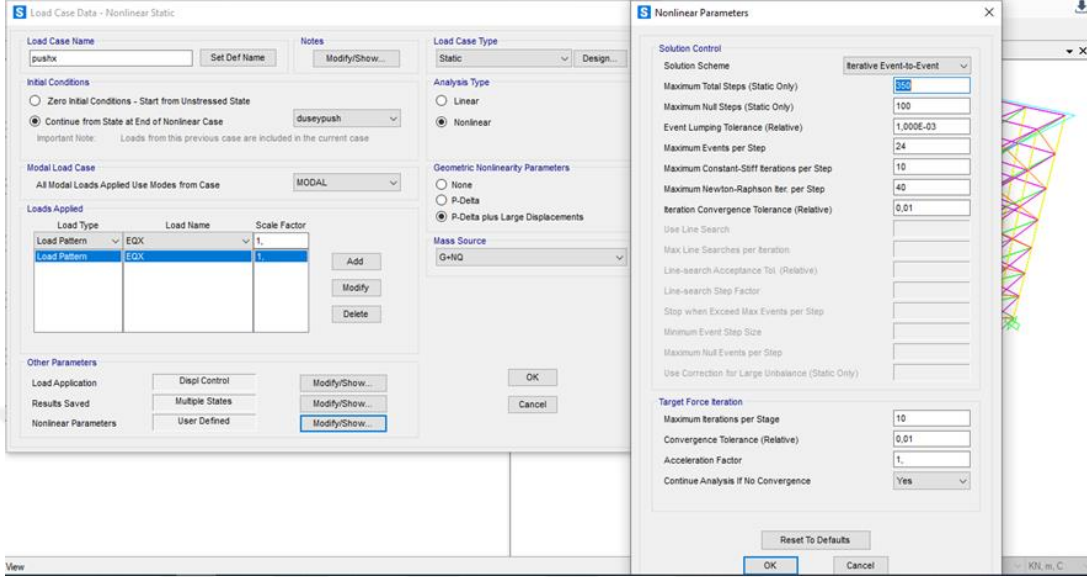 Load Case Data - Nonlinear Static
Load Case Name
pushx
Set Def Name
Notes
Modify/Show...
Load Case Type
Static
Design...
Initial Conditions
Zero Initial Conditions - Start from Unstressed State
Continue from State at End of Nonlinear Case
duseypush
Important Note: Loads from this previous case are included in the current case
Analysis Type
Linear
Nonlinear
Modal Load Case
All Modal Loads Applied Use Modes from Case
MODAL
Geometric Nonlinearity Parameters
None
P-Delta
P-Delta plus Large Displacements
Loads Applied
Load Type Load Name Scale Factor
Load Pattern EQX 1,
Load Pattern EQX 1,
Add
Modify
Delete
Mass Source
G+NQ
Other Parameters
Load Application Displ Control Modify/Show...
Results Saved Multiple States Modify/Show...
Nonlinear Parameters User Defined Modify/Show...
OK
Cancel
View
Nonlinear Parameters
Solution Control
Solution Scheme Iterative Event-to-Event
Maximum Total Steps (Static Only) 350
Maximum Null Steps (Static Only) 100
Event Lumping Tolerance (Relative) 1,000E-03
Maximum Events per Step 24
Maximum Constant-Stiff Iterations per Step 10
Maximum Newton-Raphson Iter. per Step 40
Iteration Convergence Tolerance (Relative) 0,01
Use Line Search
Max Line Searches per Iteration
Line-search Acceptance Tol. (Relative)
Line-search Step Factor
Stop when Exceed Max Events per Step
Minimum Event Step Size
Maximum Null Events per Step
Use Correction for Large Unbalance (Static Only)
Target Force Iteration
Maximum Iterations per Stage 10
Convergence Tolerance (Relative) 0,01
Acceleration Factor 1,
Continue Analysis If No Convergence Yes
Reset To Defaults
OK Cancel
KN, m, C